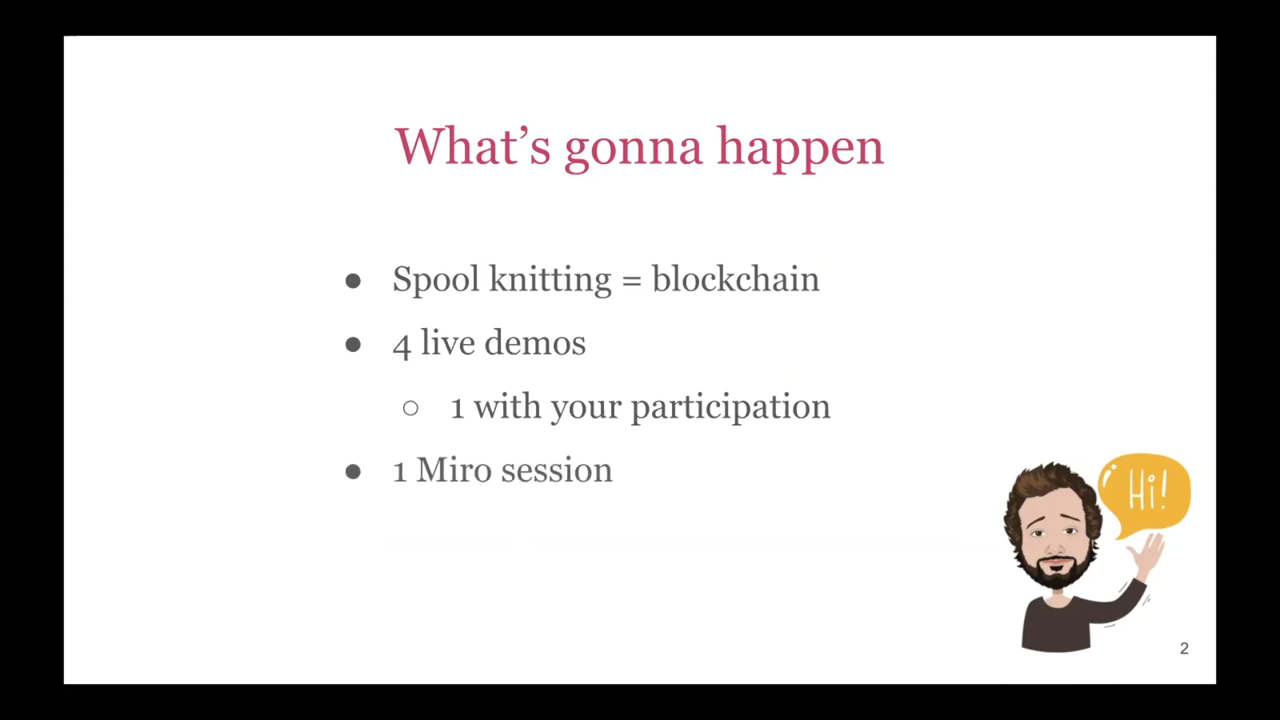 What's gonna happen
● Spool knitting = blockchain
● 4 live demos
○ 1 with your participation
● 1 Miro session
Hi!
2